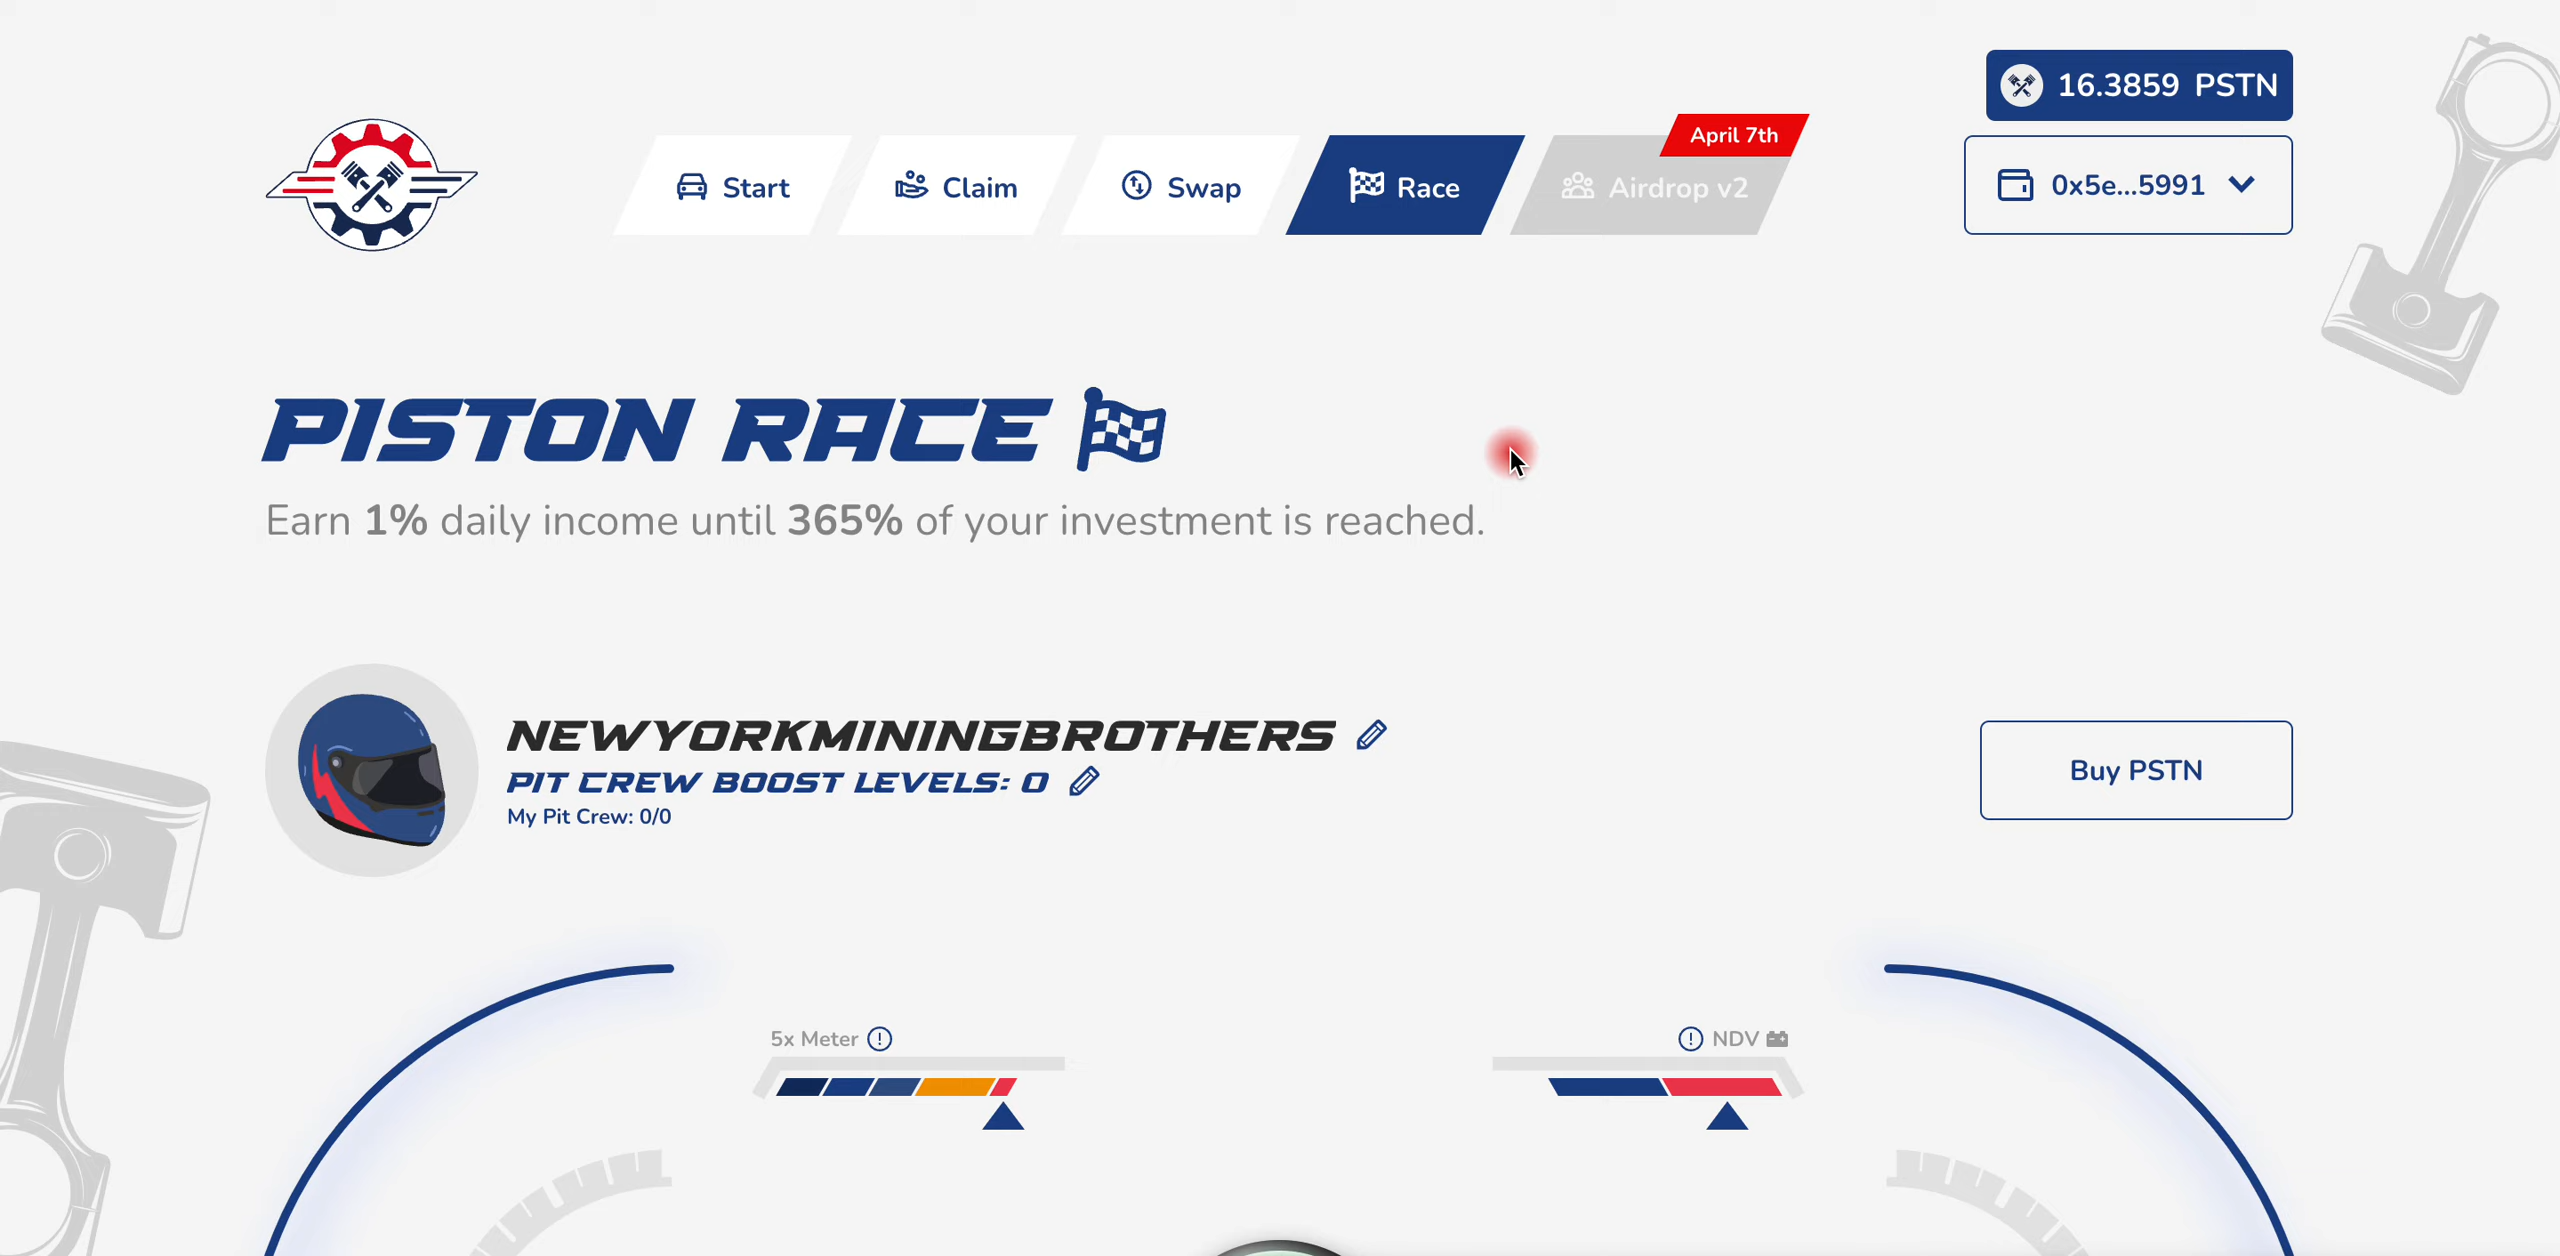 16.3859 PSTN
Start
Claim
Swap
Race
Airdrop v2
April 7th
0x5e...5991
PISTON RACE
Earn 1% daily income until 365% of your investment is reached.
NEWYORKMININGBROTHERS
PIT CREW BOOST LEVELS: 0
My Pit Crew: 0/0
Buy PSTN
5x Meter
NDV